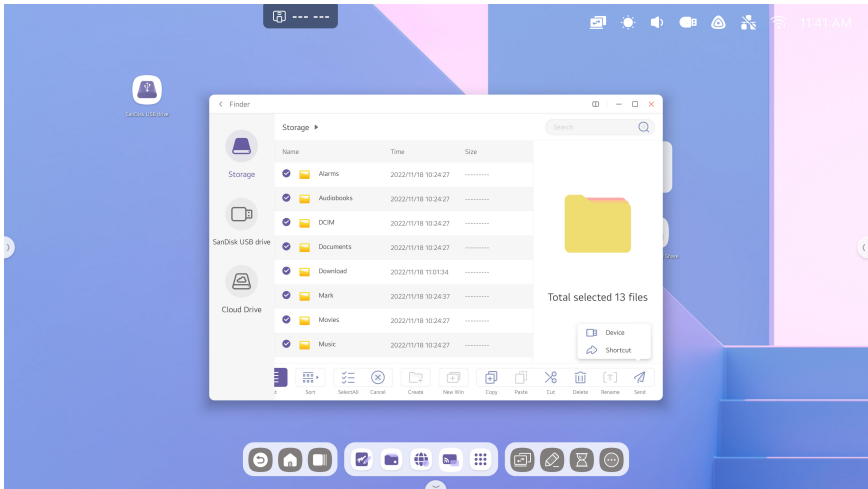 --- ---
11:41 AM
SanDisk USB drive
Finder
Storage
Search
Name Time Size
Storage
SanDisk USB drive
Cloud Drive
Alarms 2022/11/18 10:24:27 ---------
Audiobooks 2022/11/18 10:24:27 ---------
DCIM 2022/11/18 10:24:27 ---------
Documents 2022/11/18 10:24:27 ---------
Download 2022/11/18 11:01:34 ---------
Mark 2022/11/18 10:24:37 ---------
Movies 2022/11/18 10:24:27 ---------
Music 2022/11/18 10:24:27 ---------
Total selected 13 files
Device
Shortcut
Sort SelectAll Cancel Create New Win Copy Paste Cut Delete Rename Send
Share